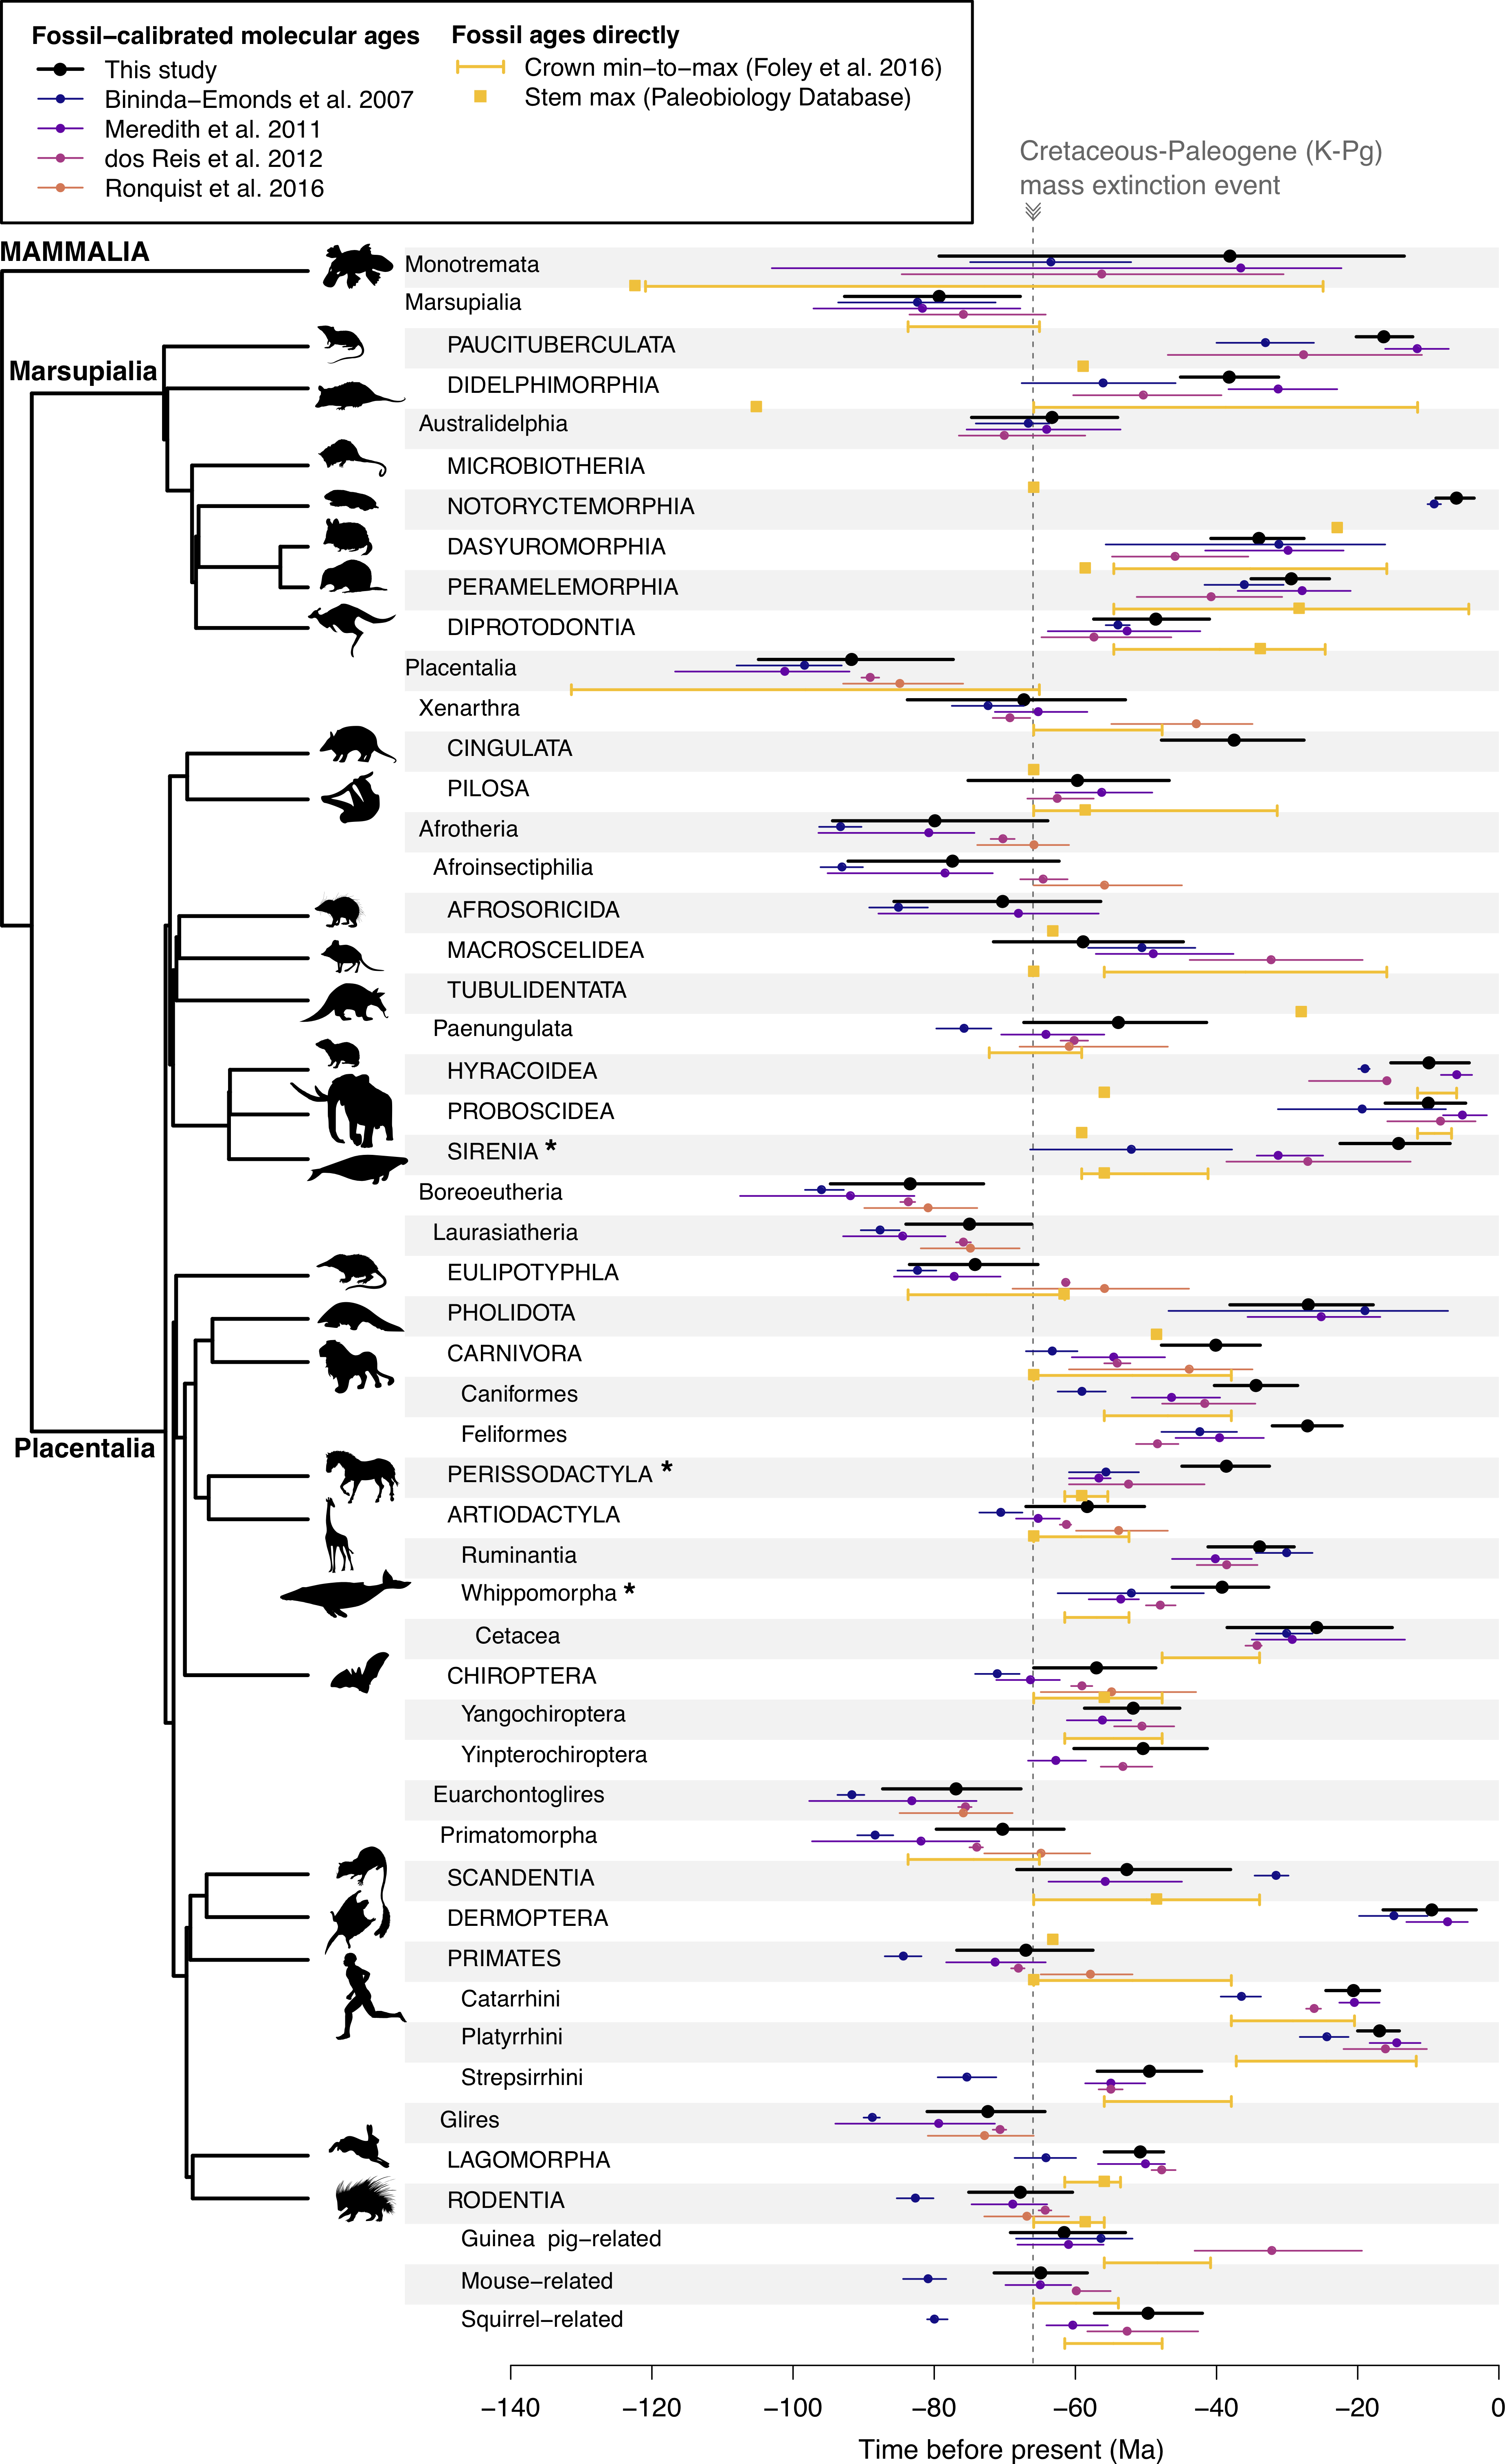 Fossil−calibrated molecular ages
This study
Bininda−Emonds et al. 2007
Meredith et al. 2011
dos Reis et al. 2012
Ronquist et al. 2016
Fossil ages directly
Crown min−to−max (Foley et al. 2016)
Stem max (Paleobiology Database)
Cretaceous-Paleogene (K-Pg)
mass extinction event
MAMMALIA
Marsupialia
Placentalia
Monotremata
Marsupialia
PAUCITUBERCULATA
DIDELPHIMORPHIA
Australidelphia
MICROBIOTHERIA
NOTORYCTEMORPHIA
DASYUROMORPHIA
PERAMELEMORPHIA
DIPROTODONTIA
Placentalia
Xenarthra
CINGULATA
PILOSA
Afrotheria
Afroinsectiphilia
AFROSORICIDA
MACROSCELIDEA
TUBULIDENTATA
Paenungulata
HYRACOIDEA
PROBOSCIDEA
SIRENIA *
Boreoeutheria
Laurasiatheria
EULIPOTYPHLA
PHOLIDOTA
CARNIVORA
Caniformes
Feliformes
PERISSODACTYLA *
ARTIODACTYLA
Ruminantia
Whippomorpha *
Cetacea
CHIROPTERA
Yangochiroptera
Yinpterochiroptera
Euarchontoglires
Primatomorpha
SCANDENTIA
DERMOPTERA
PRIMATES
Catarrhini
Platyrrhini
Strepsirrhini
Glires
LAGOMORPHA
RODENTIA
Guinea pig−related
Mouse−related
Squirrel−related
−140 −120 −100 −80 −60 −40 −20 0
Time before present (Ma)